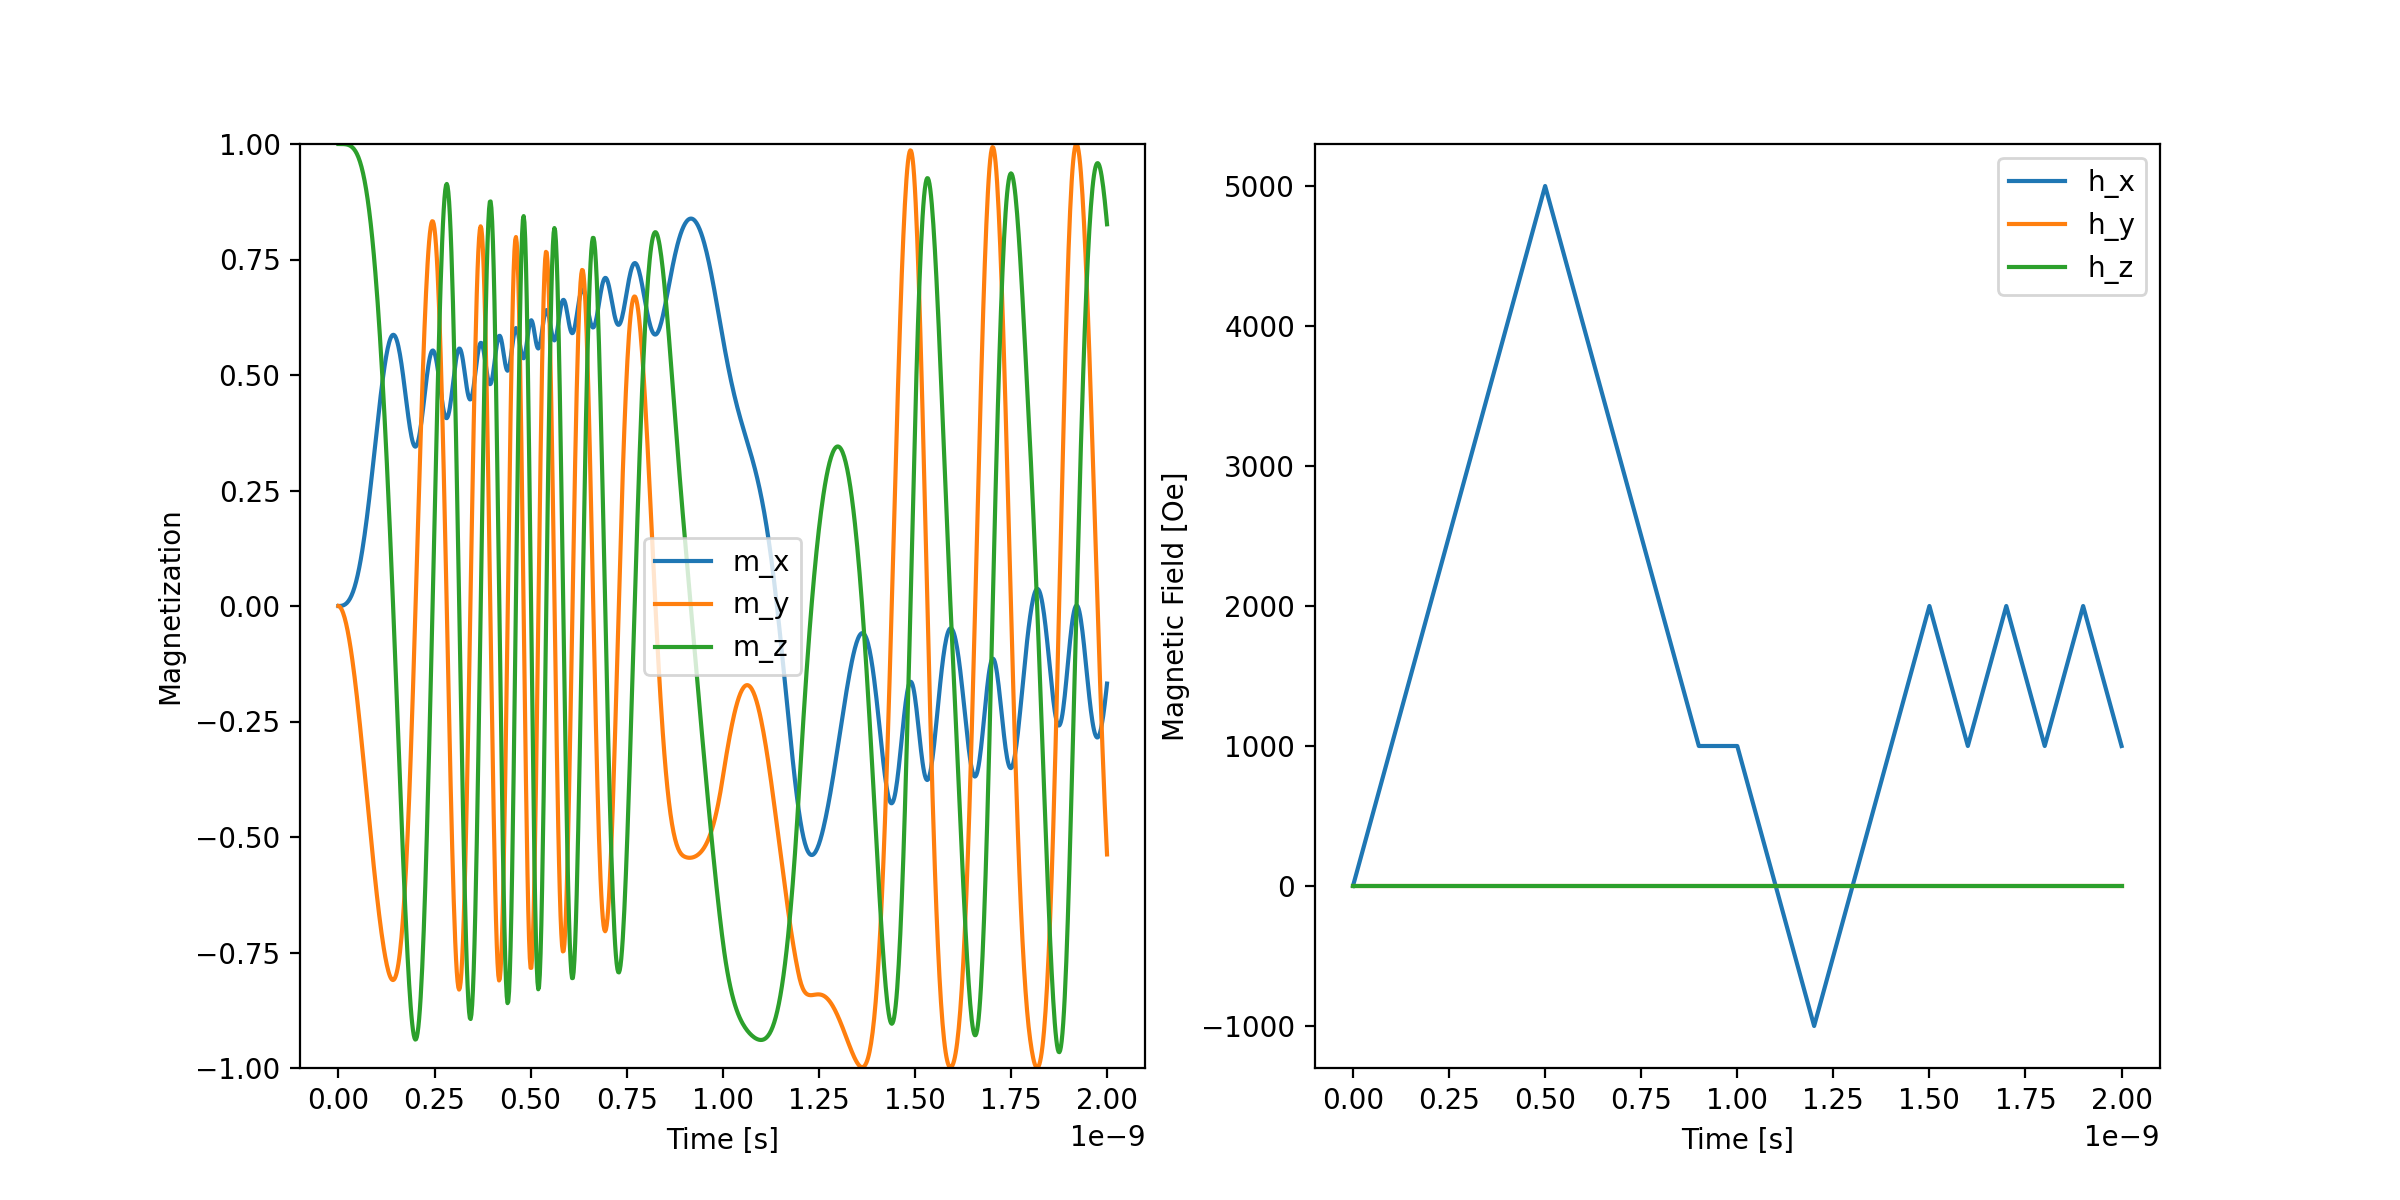 1.00
0.75
0.50
0.25
0.00
−0.25
−0.50
−0.75
−1.00
Magnetization
m_x
m_y
m_z
0.00 0.25 0.50 0.75 1.00 1.25 1.50 1.75 2.00
Time [s]
1e−9
5000
4000
3000
2000
1000
0
−1000
Magnetic Field [Oe]
h_x
h_y
h_z
0.00 0.25 0.50 0.75 1.00 1.25 1.50 1.75 2.00
Time [s]
1e−9